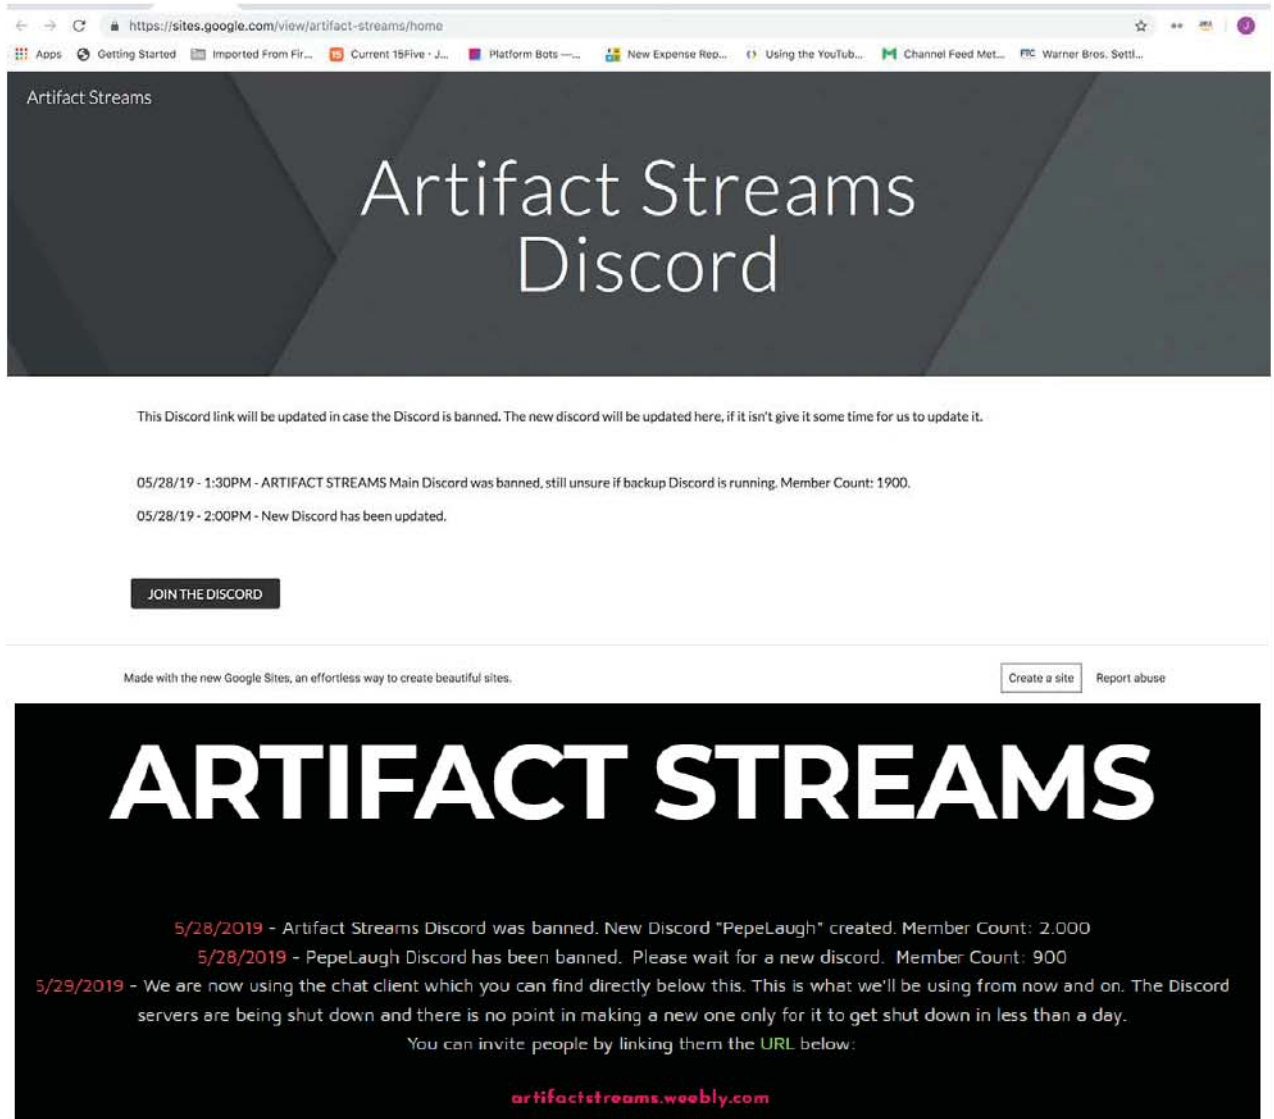 https://sites.google.com/view/artifact-streams/home
Apps Getting Started Imported From Fir... 15 Current 15Five - J... Platform Bots —... New Expense Rep... Using the YouTub... Channel Feed Met... FTC Warner Bros. Settl...
Artifact Streams
Artifact Streams
Discord
This Discord link will be updated in case the Discord is banned. The new discord will be updated here, if it isn't give it some time for us to update it.
05/28/19 - 1:30PM - ARTIFACT STREAMS Main Discord was banned, still unsure if backup Discord is running. Member Count: 1900.
05/28/19 - 2:00PM - New Discord has been updated.
JOIN THE DISCORD
Made with the new Google Sites, an effortless way to create beautiful sites. Create a site Report abuse
ARTIFACT STREAMS
5/28/2019 - Artifact Streams Discord was banned. New Discord "PepeLaugh" created. Member Count: 2.000
5/28/2019 - PepeLaugh Discord has been banned. Please wait for a new discord. Member Count: 900
5/29/2019 - We are now using the chat client which you can find directly below this. This is what we'll be using from now and on. The Discord
servers are being shut down and there is no point in making a new one only for it to get shut down in less than a day.
You can invite people by linking them the URL below:
artifactstreams.weebly.com